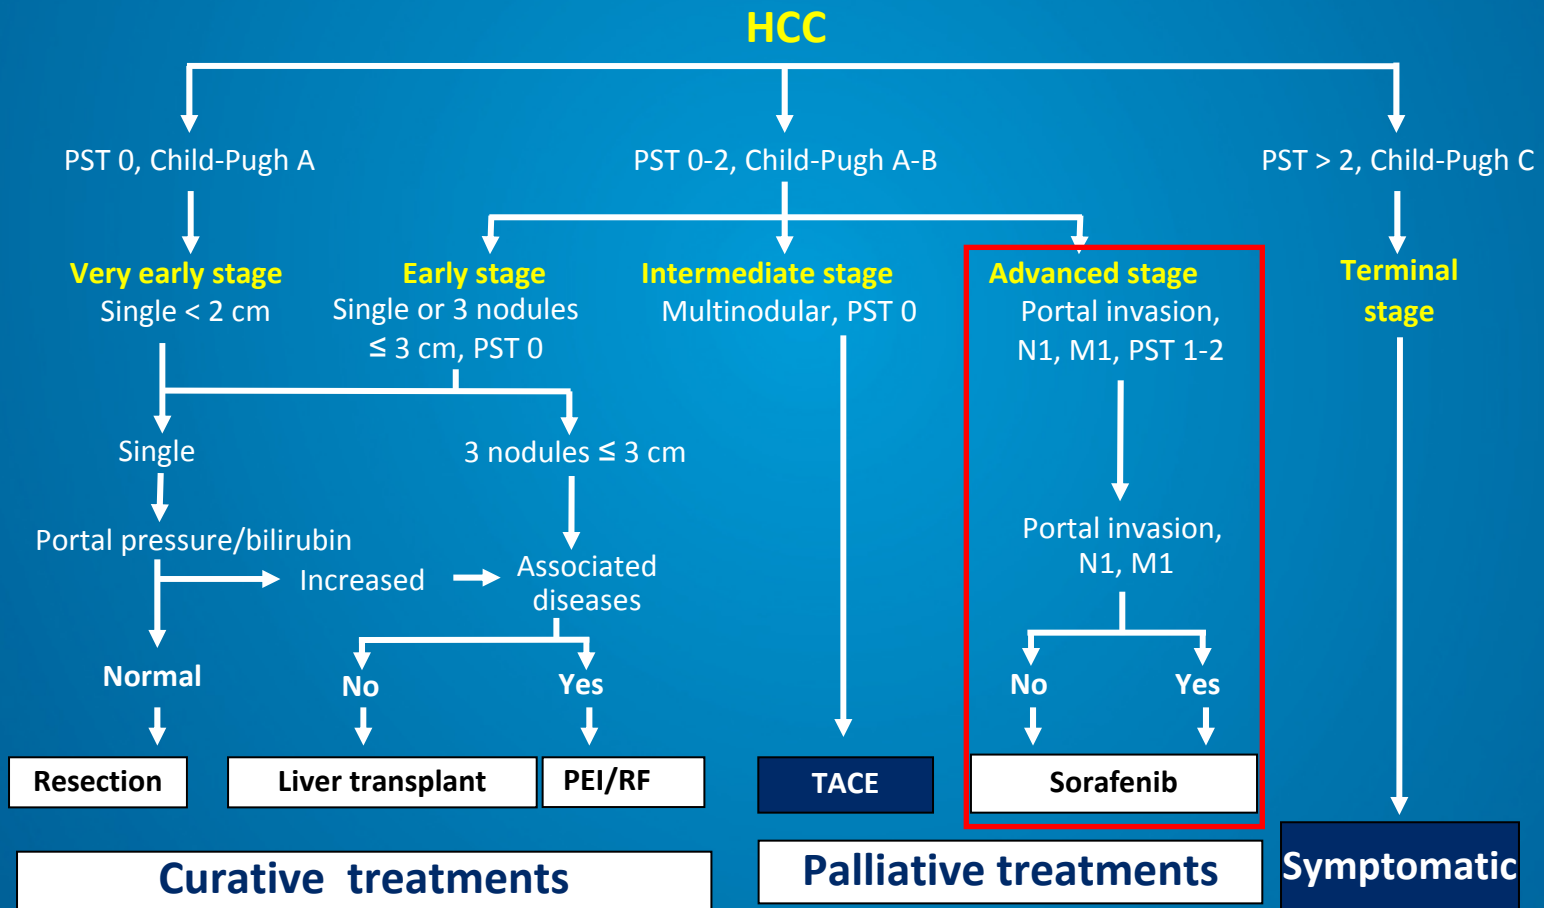 HCC
PST 0, Child-Pugh A
PST 0-2, Child-Pugh A-B
PST > 2, Child-Pugh C
Very early stage
Single < 2 cm
Early stage
Single or 3 nodules
≤ 3 cm, PST 0
Intermediate stage
Multinodular, PST 0
Advanced stage
Portal invasion,
N1, M1, PST 1-2
Terminal
stage
Single
3 nodules ≤ 3 cm
Portal pressure/bilirubin
Increased
Associated
diseases
Portal invasion,
N1, M1
Normal
No
Yes
No
Yes
Resection
Liver transplant
PEI/RF
TACE
Sorafenib
Curative treatments
Palliative treatments
Symptomatic